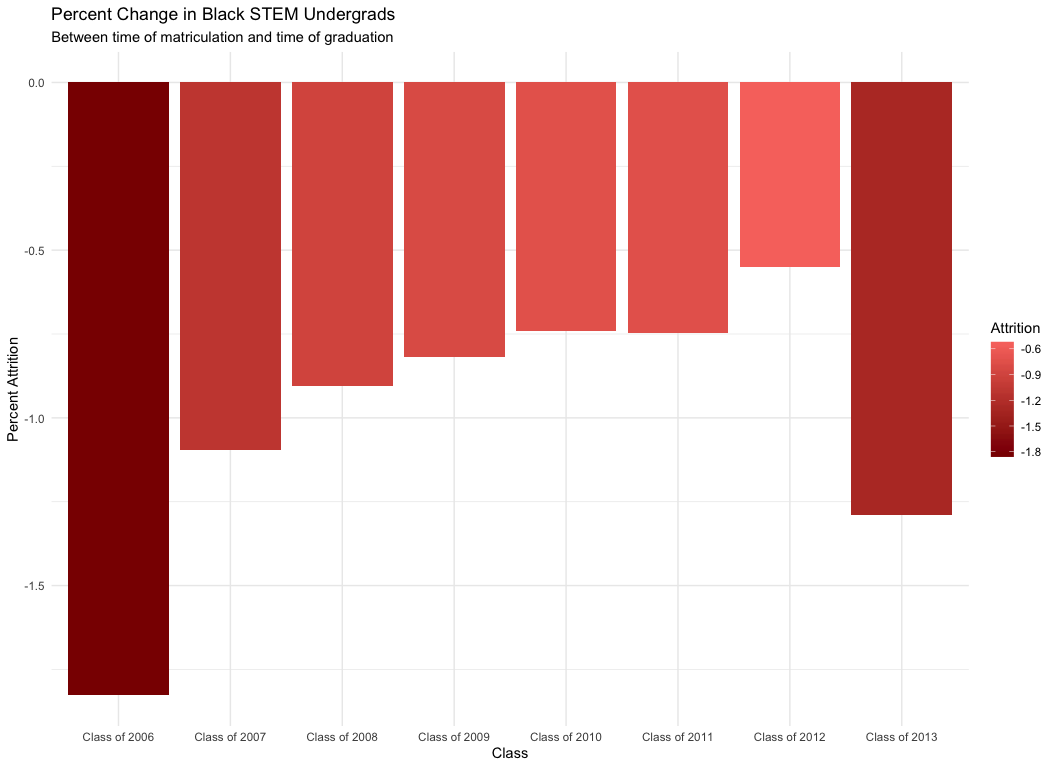 Percent Change in Black STEM Undergrads
Between time of matriculation and time of graduation
0.0
-0.5
-1.0
-1.5
Percent Attrition
Class of 2006
Class of 2007
Class of 2008
Class of 2009
Class of 2010
Class of 2011
Class of 2012
Class of 2013
Class
Attrition
-0.6
-0.9
-1.2
-1.5
-1.8